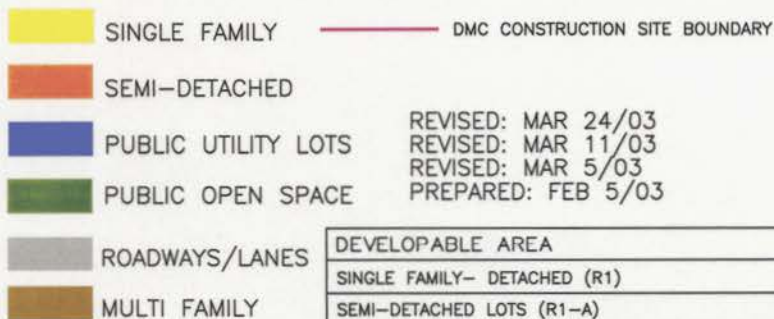 SINGLE FAMILY
DMC CONSTRUCTION SITE BOUNDARY
SEMI-DETACHED
PUBLIC UTILITY LOTS
PUBLIC OPEN SPACE
REVISED: MAR 24/03
REVISED: MAR 11/03
REVISED: MAR 5/03
PREPARED: FEB 5/03
ROADWAYS/LANES
MULTI FAMILY
DEVELOPABLE AREA
SINGLE FAMILY- DETACHED (R1)
SEMI-DETACHED LOTS (R1-A)